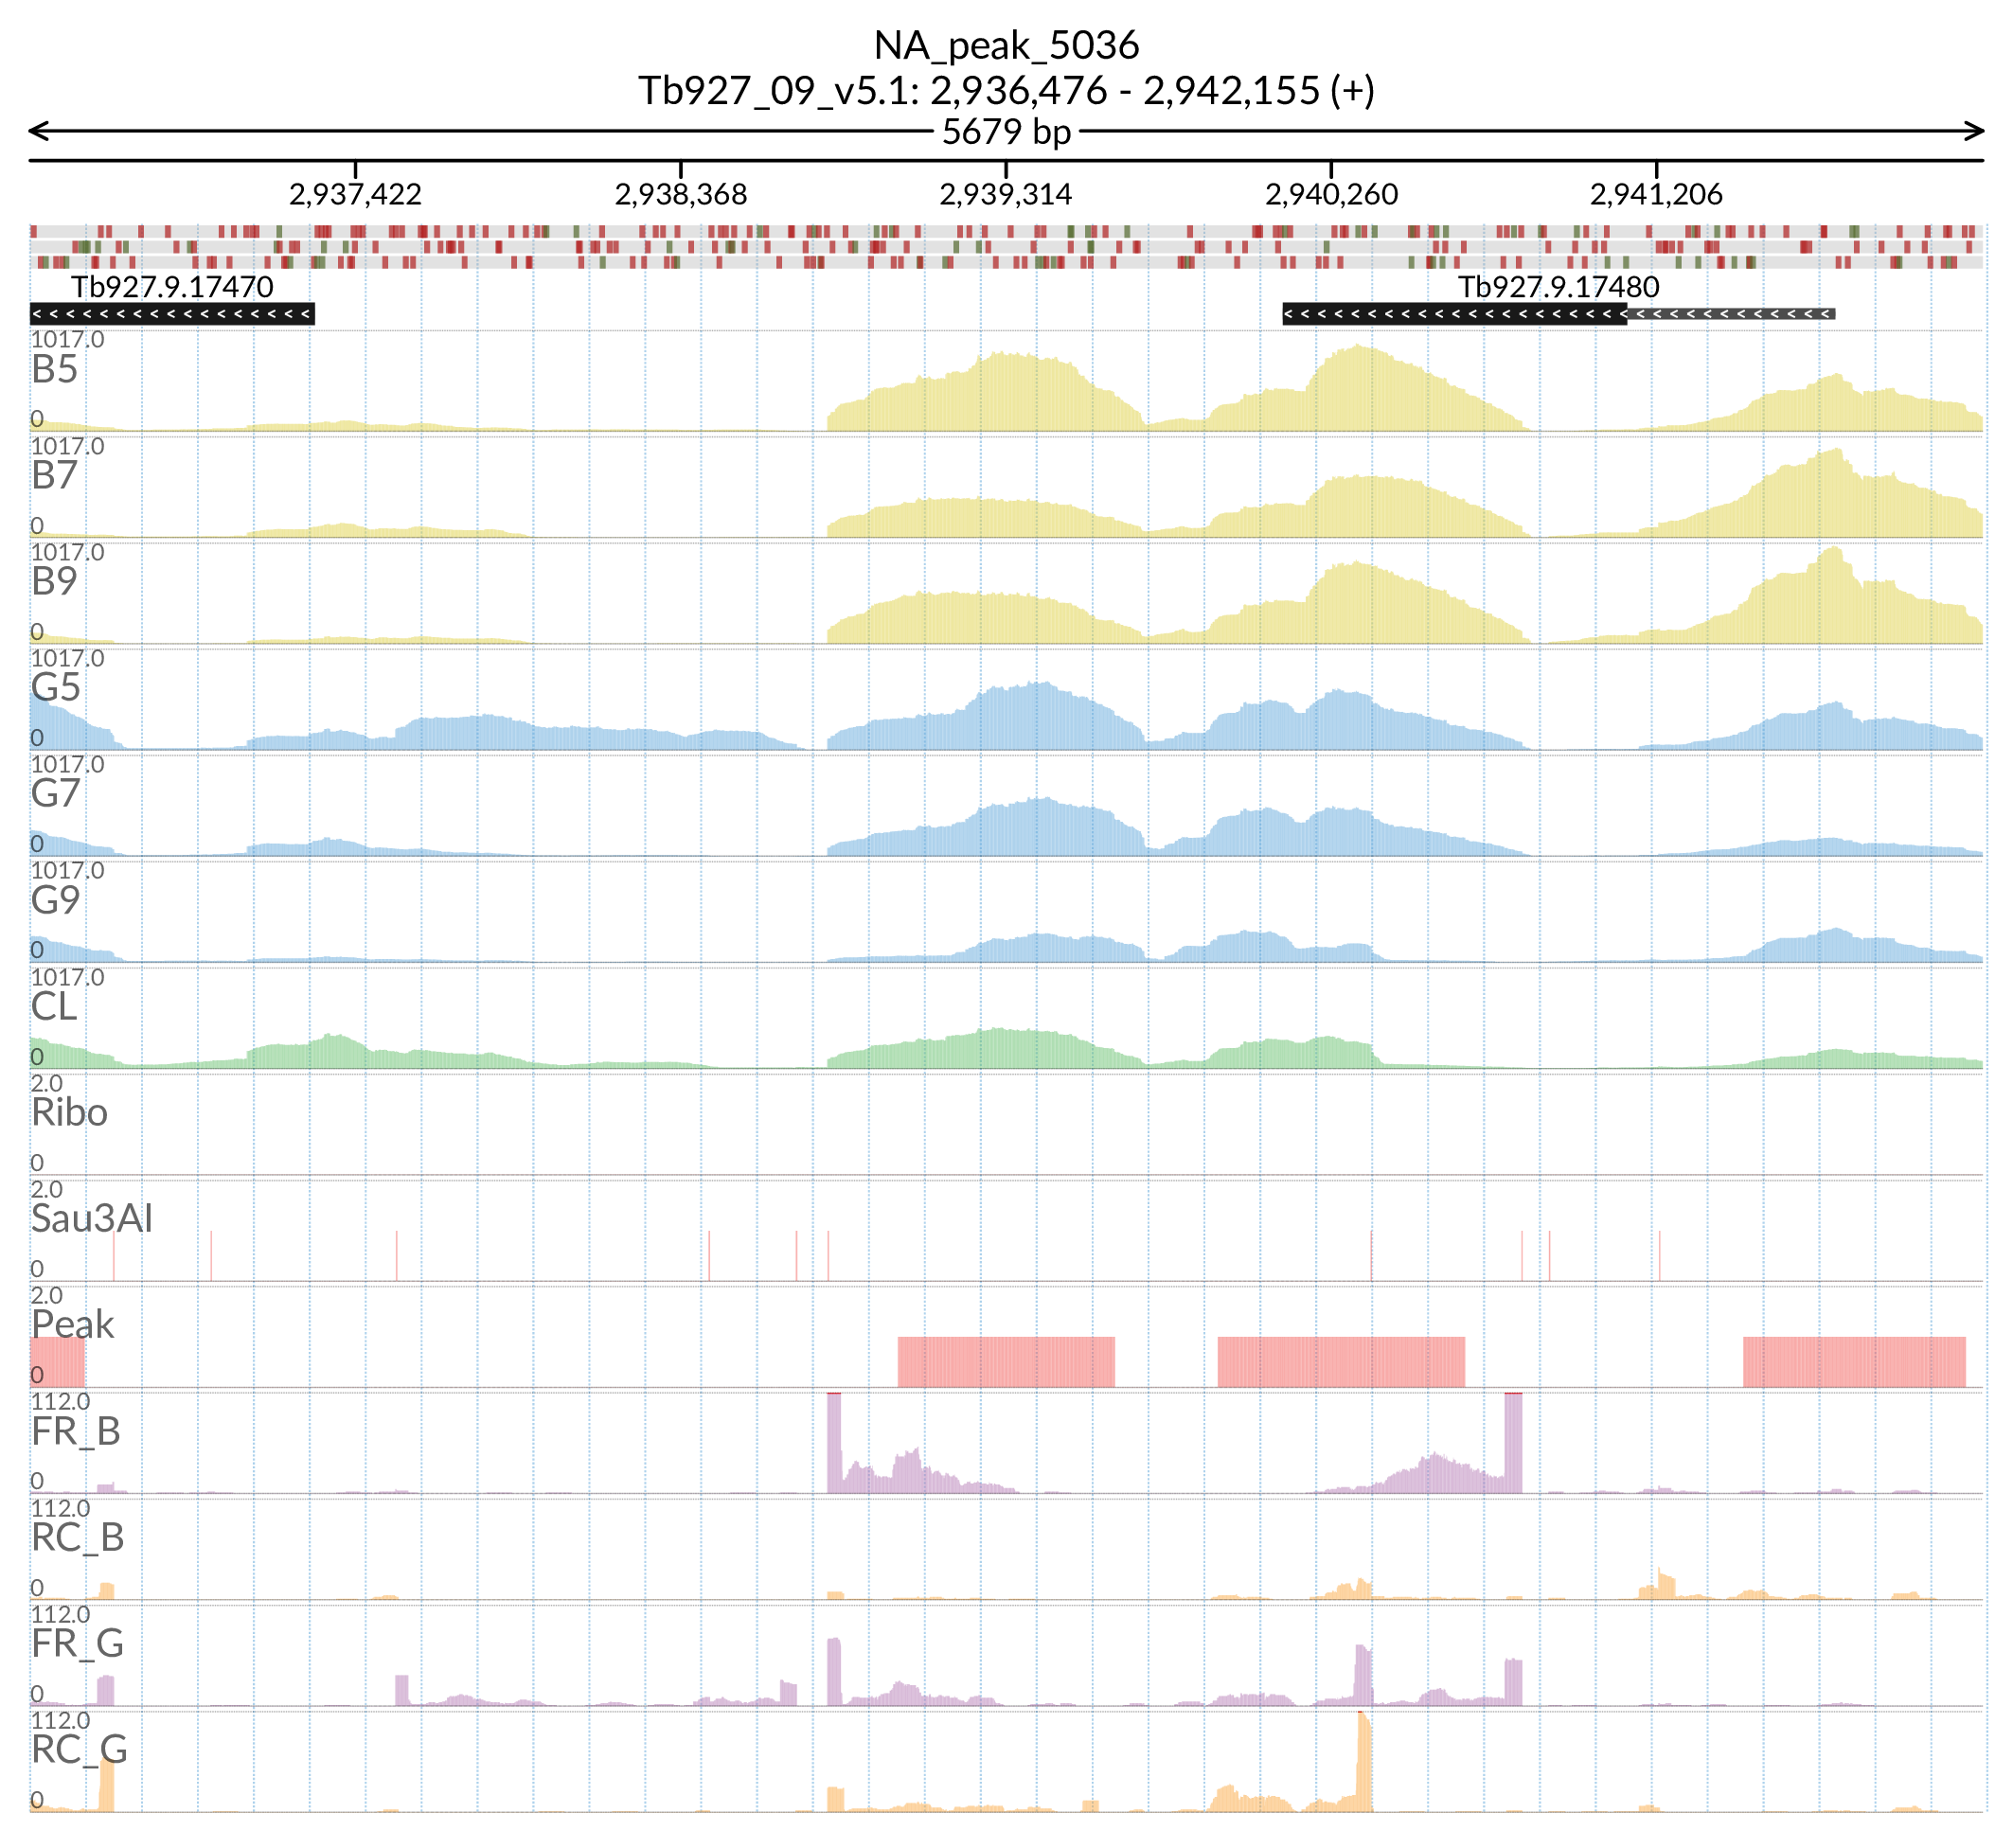 NA_peak_5036
Tb927_09_v5.1: 2,936,476 - 2,942,155 (+)
5679 bp
2,937,422 2,938,368 2,939,314 2,940,260 2,941,206
Tb927.9.17470 Tb927.9.17480
1017.0
B5
0
1017.0
B7
0
1017.0
B9
0
1017.0
G5
0
1017.0
G7
0
1017.0
G9
0
1017.0
CL
0
2.0
Ribo
0
2.0
Sau3AI
0
2.0
Peak
0
112.0
FR_B
0
112.0
RC_B
0
112.0
FR_G
0
112.0
RC_G
0